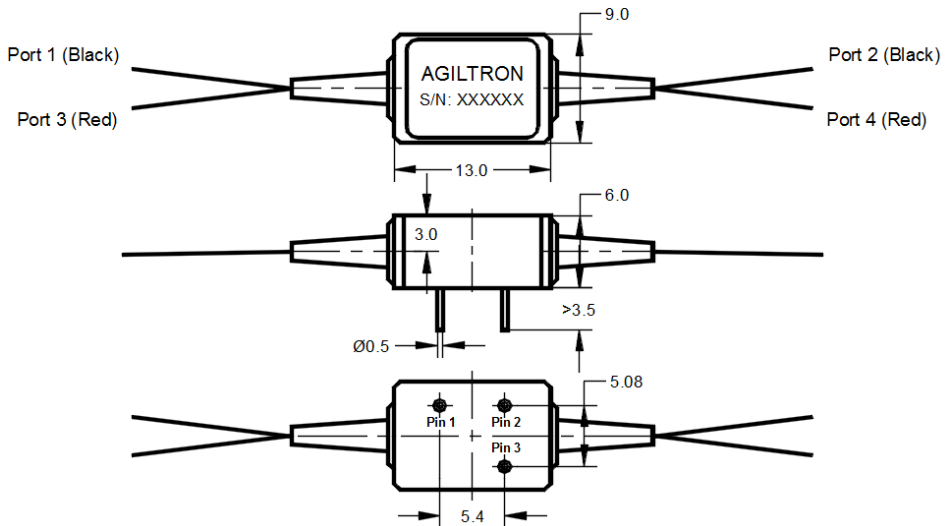 9.0
Port 1 (Black)
Port 2 (Black)
AGILTRON
S/N: XXXXXX
Port 3 (Red)
Port 4 (Red)
13.0
6.0
3.0
>3.5
Ø0.5
5.08
Pin 1
Pin 2
Pin 3
5.4